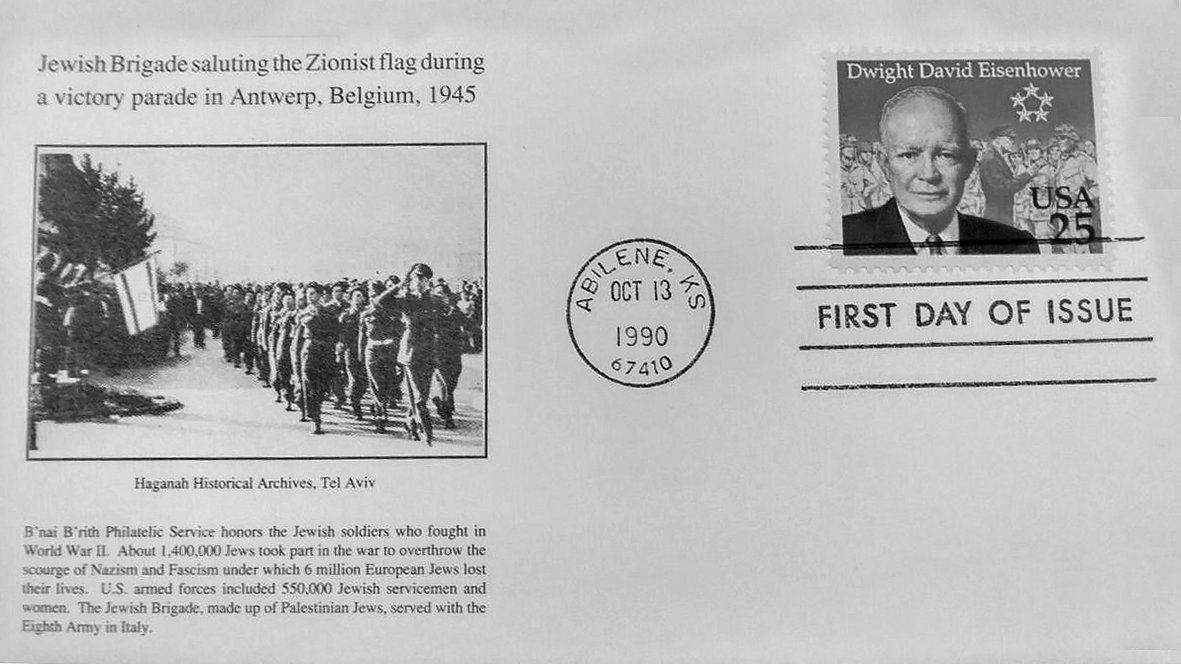 Jewish Brigade saluting the Zionist flag during
a victory parade in Antwerp, Belgium, 1945
Haganah Historical Archives, Tel Aviv
B'nai B'rith Philatelic Service honors the Jewish soldiers who fought in
World War II. About 1,400,000 Jews took part in the war to overthrow the
scourge of Nazism and Fascism under which 6 million European Jews lost
their lives. U.S. armed forces included 550,000 Jewish servicemen and
women. The Jewish Brigade, made up of Palestinian Jews, served with the
Eighth Army in Italy.
ABILENE, KS
OCT 13
1990
67410
Dwight David Eisenhower
USA
25
FIRST DAY OF ISSUE